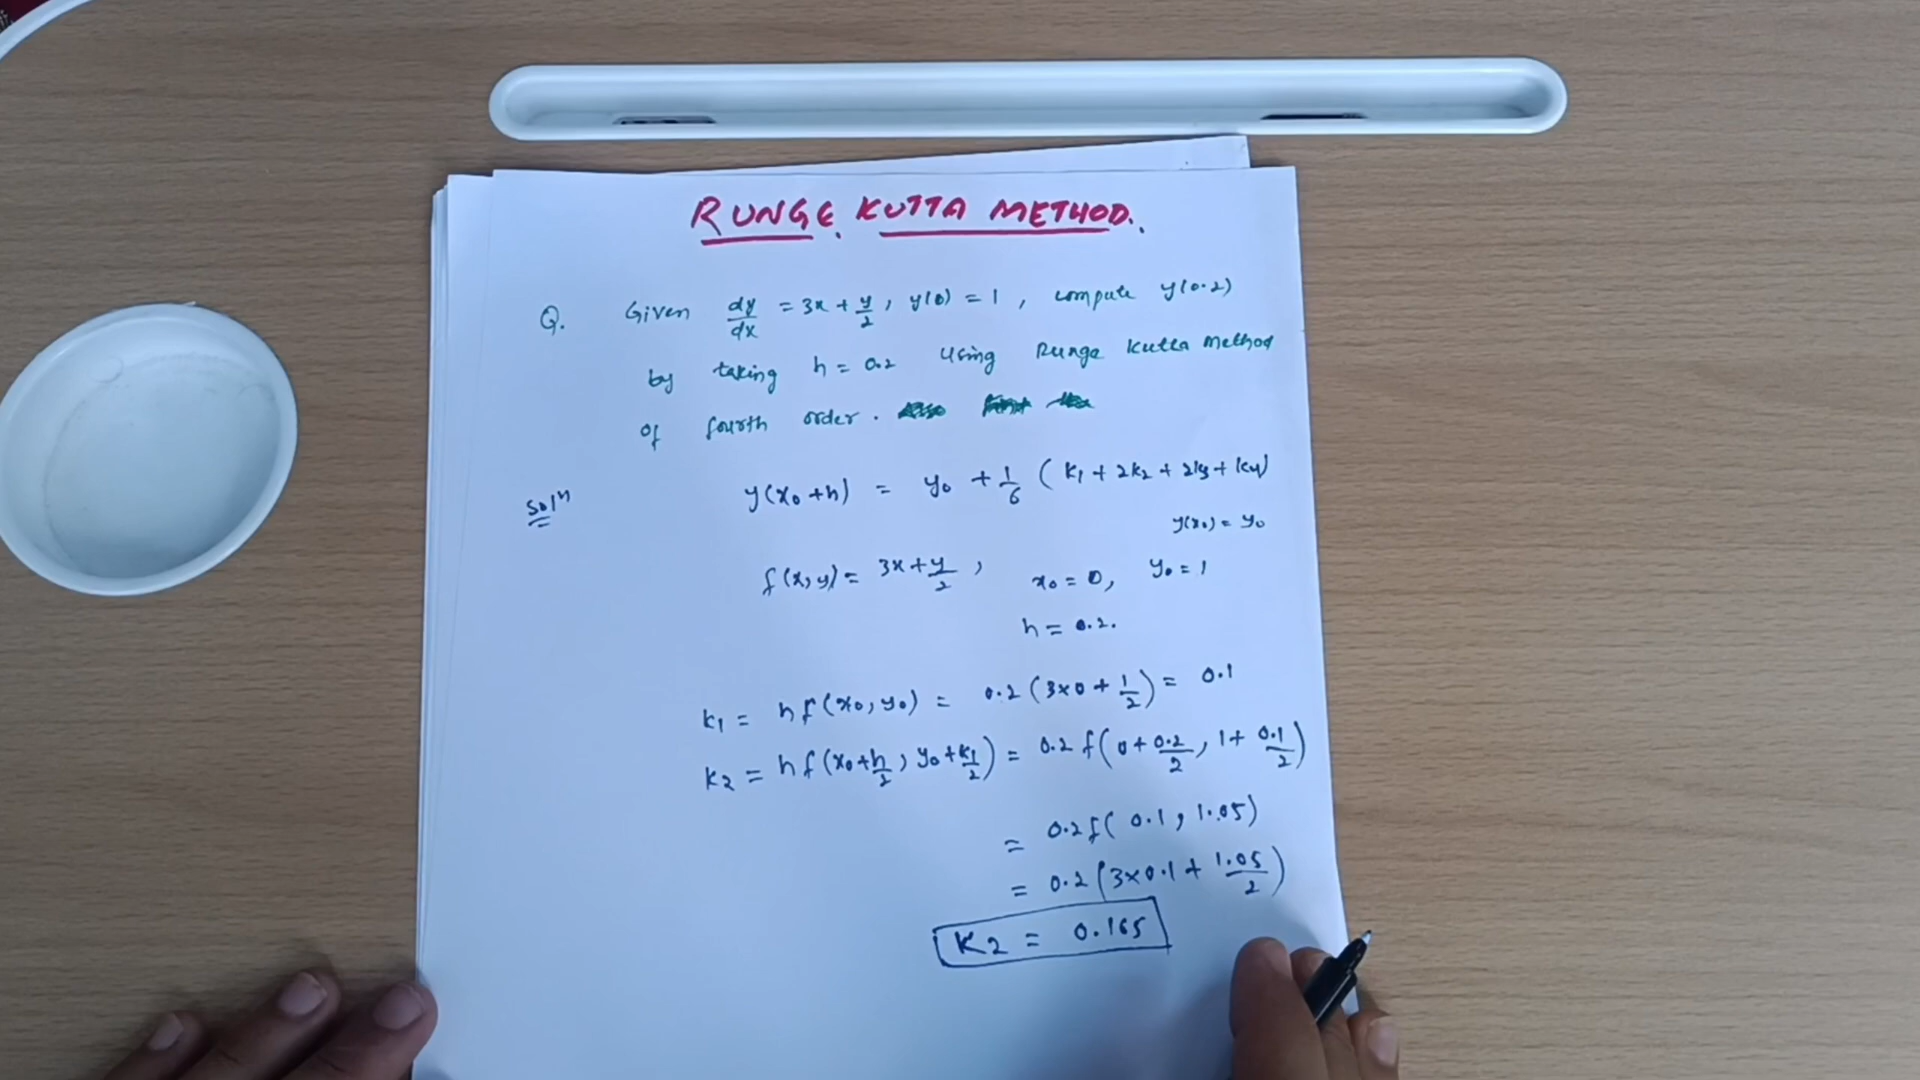 RUNGE KUTTA METHOD.
Q. Given dy/dx = 3x + y/2, y(0) = 1, compute y(0.2)
by taking h = 0.2 using Runge Kutta Method
of fourth order.
Solⁿ y(x₀+h) = y₀ + 1/6 (k₁ + 2k₂ + 2k₃ + k₄)
y(x₀) = y₀
f(x,y) = 3x + y/2, x₀ = 0, y₀ = 1
h = 0.2.
k₁ = hf(x₀, y₀) = 0.2 (3×0 + 1/2) = 0.1
k₂ = hf(x₀+h/2, y₀+k₁/2) = 0.2 f(0 + 0.2/2, 1 + 0.1/2)
= 0.2f(0.1, 1.05)
= 0.2(3×0.1 + 1.05/2)
K₂ = 0.165